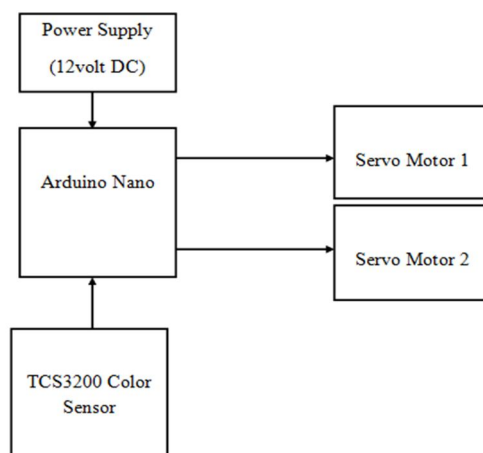 Power Supply
(12volt DC)
Arduino Nano
Servo Motor 1
Servo Motor 2
TCS3200 Color
Sensor